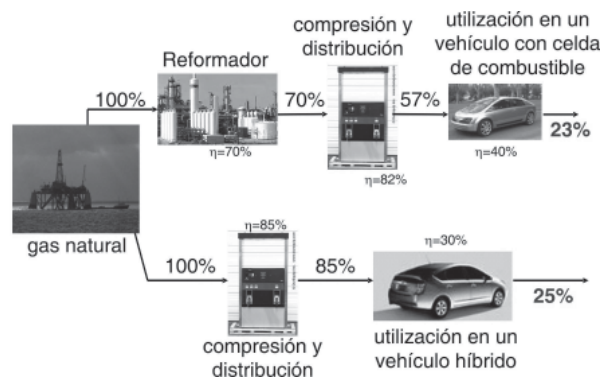 compresión y
distribución
utilización en un
vehículo con celda
de combustible
Reformador
100%
70%
57%
23%
η=70%
η=82%
η=40%
gas natural
η=85%
η=30%
100%
85%
25%
compresión y
distribución
utilización en un
vehículo híbrido